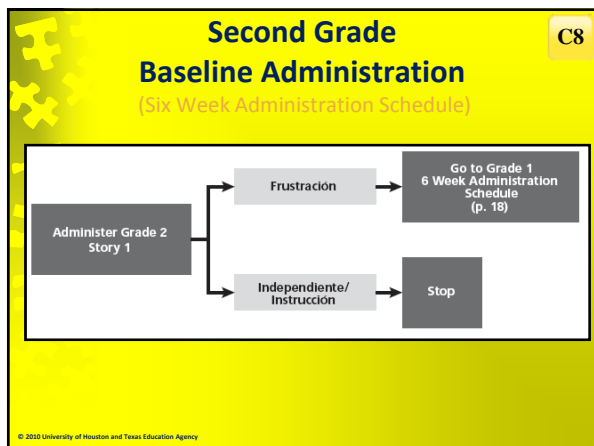 Second Grade
Baseline Administration
(Six Week Administration Schedule)
C8
Administer Grade 2
Story 1
Frustración
Go to Grade 1
6 Week Administration
Schedule
(p. 18)
Independiente/
Instrucción
Stop
© 2010 University of Houston and Texas Education Agency